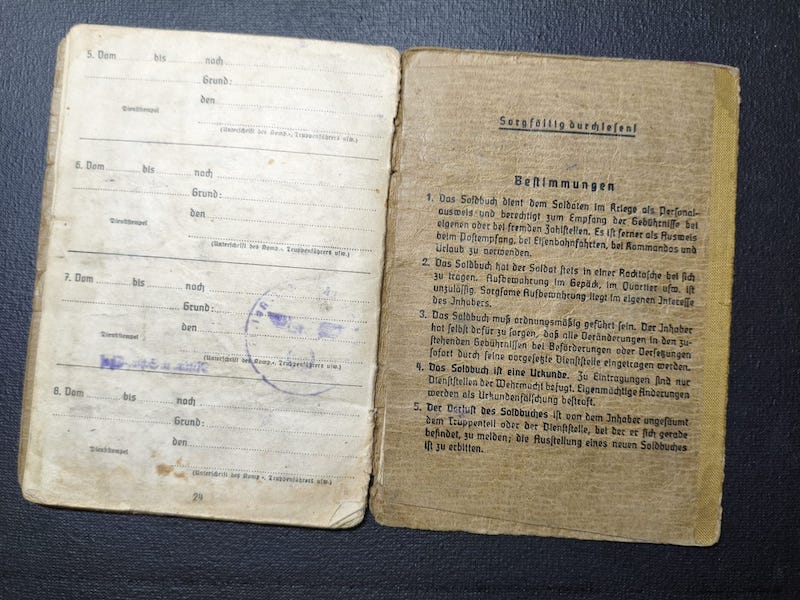 5. Vom bis nach
Grund:
den
Dienststempel
(Unterschrift des Komp.-, Truppenführers usw.)
6. Vom bis nach
Grund:
den
Dienststempel
(Unterschrift des Komp.-, Truppenführers usw.)
7. Vom bis nach
Grund:
den
Dienststempel
(Unterschrift des Komp.-, Truppenführers usw.)
8. Vom bis nach
Grund:
den
Dienststempel
(Unterschrift des Komp.-, Truppenführers usw.)
24
Sorgfältig durchlesen!
Bestimmungen
1. Das Soldbuch dient dem Soldaten im Kriege als Personal-
ausweis und berechtigt zum Empfang der Gebührnisse bei
eigenen oder bei fremden Zahlstellen. Es ist ferner als Ausweis
beim Postempfang, bei Eisenbahnfahrten, bei Kommandos und
Urlaub zu verwenden.
2. Das Soldbuch hat der Soldat stets in einer Rocktasche bei sich
zu tragen. Aufbewahrung im Gepäck, im Quartier usw. ist
unzulässig. Sorgsame Aufbewahrung liegt im eigenen Interesse
des Inhabers.
3. Das Soldbuch muß ordnungsmäßig geführt sein. Der Inhaber
hat selbst dafür zu sorgen, daß alle Veränderungen in den zu-
stehenden Gebührnissen bei Beförderungen oder Versetzungen
sofort durch seine vorgesetzte Dienststelle eingetragen werden.
4. Das Soldbuch ist eine Urkunde. Zu Eintragungen sind nur
Dienststellen der Wehrmacht befugt. Eigenmächtige Änderungen
werden als Urkundenfälschung bestraft.
5. Der Verlust des Soldbuches ist von dem Inhaber ungesäumt
dem Truppenteil oder der Dienststelle, bei der er sich gerade
befindet, zu melden; die Ausstellung eines neuen Soldbuches
ist zu erbitten.